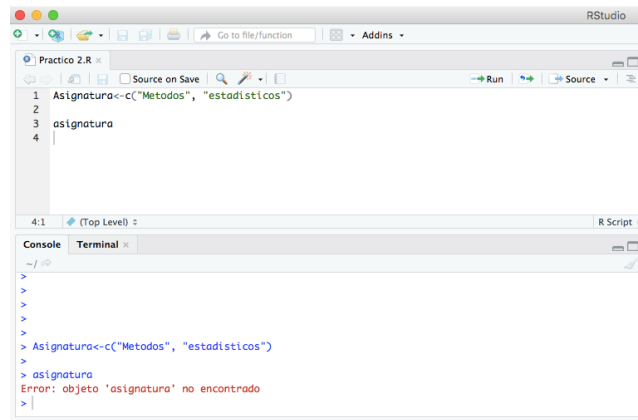 RStudio
Go to file/function Addins
Practico 2.R
Source on Save Run Source
1 Asignatura<-c("Metodos", "estadisticos")
2
3 asignatura
4
4:1 (Top Level) R Script
Console Terminal
~/
>
>
>
>
>
> Asignatura<-c("Metodos", "estadisticos")
>
> asignatura
Error: objeto 'asignatura' no encontrado
>